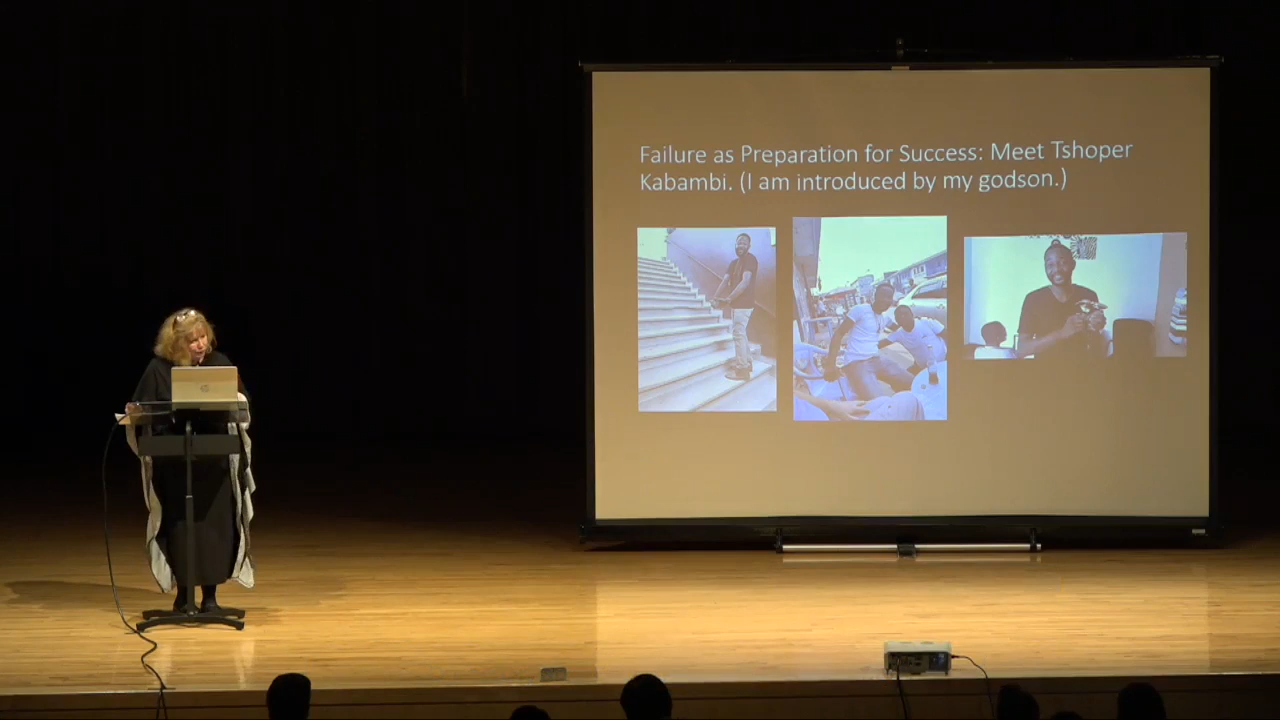 Failure as Preparation for Success: Meet Tshoper
Kabambi. (I am introduced by my godson.)